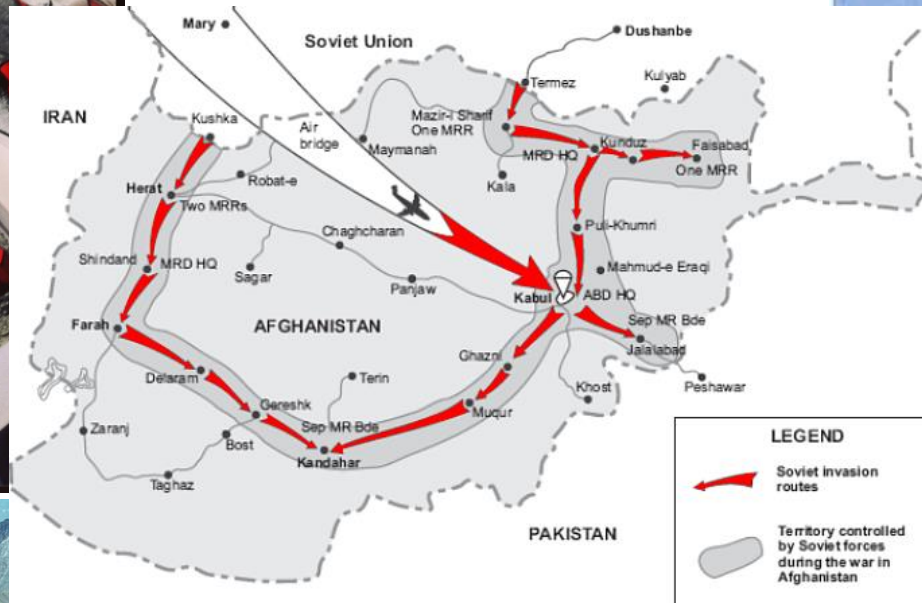 Mary
Soviet Union
Dushanbe
Termez
Kulyab
IRAN
Kushka
Air
bridge
Maymanah
Mazir-i Sharif
One MRR
MRD HQ
Kunduz
Faisabad
One MRR
Kala
Herat
Robat-e
Two MRRs
Puli-Khumri
Chaghcharan
Shindand
MRD HQ
Sagar
Panjaw
Mahmud-e Eraqi
Kabul
ABD HQ
Farah
AFGHANISTAN
Sep MR Bde
Jalalabad
Ghazni
Peshawar
Delaram
Terin
Khost
Gereshk
Muqur
Zaranj
Bost
Sep MR Bde
Kandahar
Taghaz
PAKISTAN
LEGEND
Soviet invasion
routes
Territory controlled
by Soviet forces
during the war in
Afghanistan